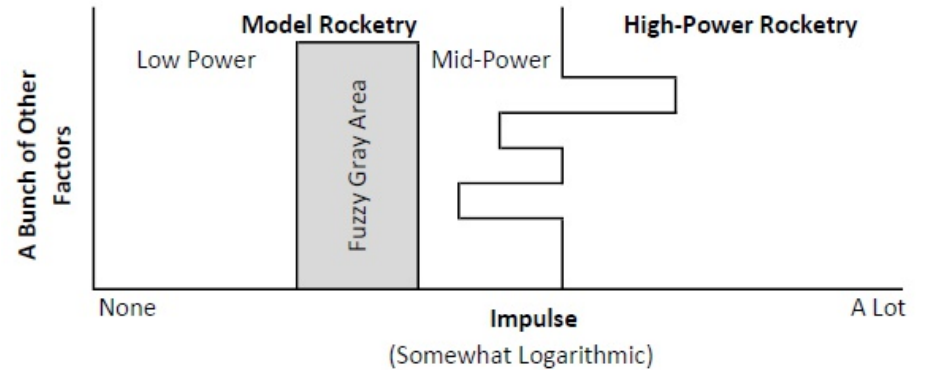 Model Rocketry
High-Power Rocketry
Low Power
Mid-Power
Fuzzy Gray Area
A Bunch of Other
Factors
None
Impulse
A Lot
(Somewhat Logarithmic)